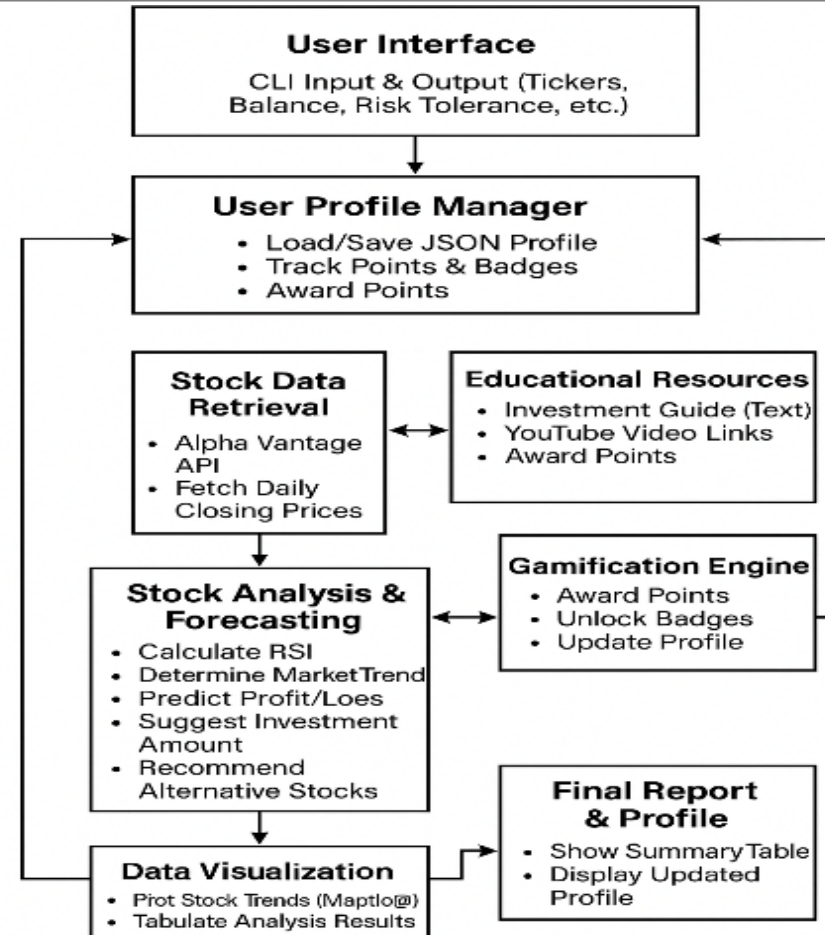 User Interface
CLI Input & Output (Tickers,
Balance, Risk Tolerance, etc.)
User Profile Manager
• Load/Save JSON Profile
• Track Points & Badges
• Award Points
Stock Data
Retrieval
• Alpha Vantage
API
• Fetch Daily
Closing Prices
Educational Resources
• Investment Guide (Text)
• YouTube Video Links
• Award Points
Stock Analysis &
Forecasting
• Calculate RSI
• Determine MarketTrend
• Predict Profit/Loes
• Suggest Investment
Amount
• Recommend
Alternative Stocks
Gamification Engine
• Award Points
• Unlock Badges
• Update Profile
Data Visualization
• Prot Stock Trends (Maptlo@)
• Tabulate Analysis Results
Final Report
& Profile
• Show Summary Table
• Display Updated
Profile